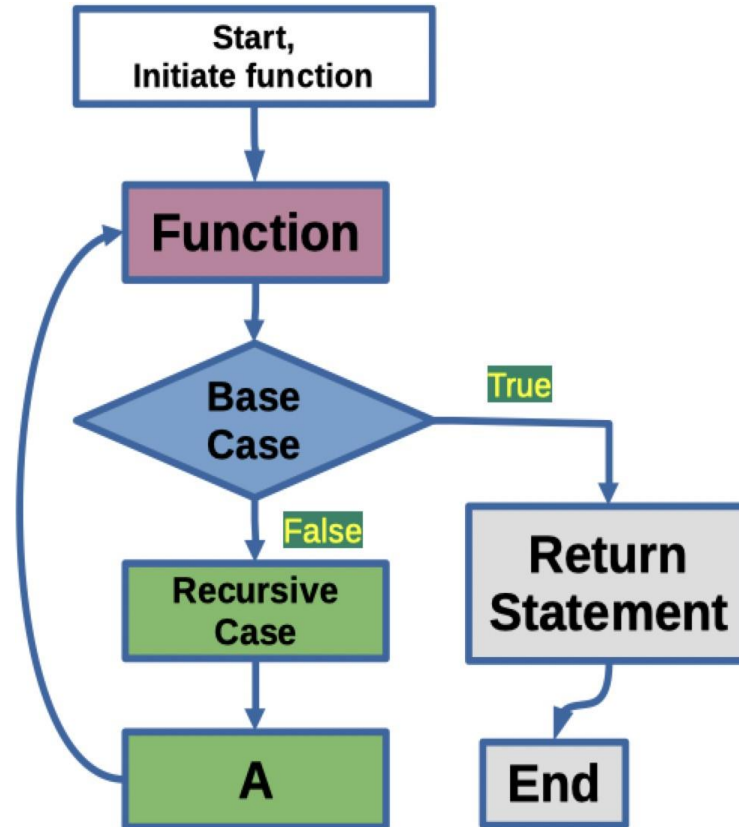 Start,
Initiate function
Function
Base
Case
True
False
Recursive
Case
Return
Statement
A
End